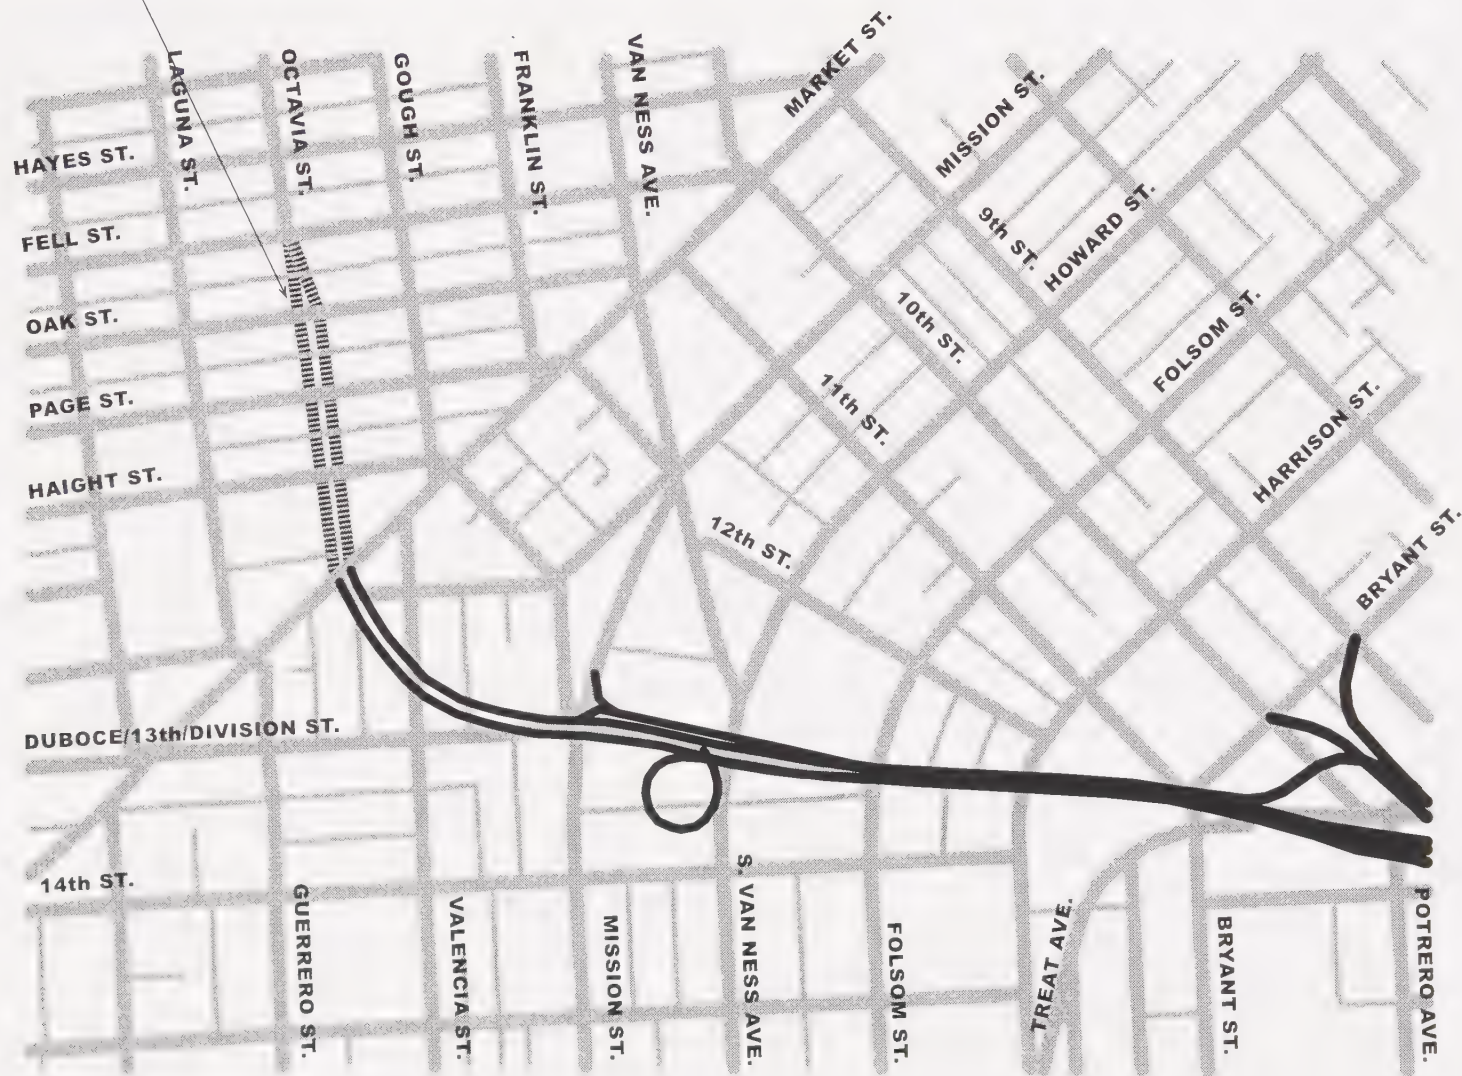 LAGUNA ST.
OCTAVIA ST.
GOUGH ST.
FRANKLIN ST.
VAN NESS AVE.
MARKET ST.
MISSION ST.
HAYES ST.
FELL ST.
9th ST.
HOWARD ST.
OAK ST.
10th ST.
FOLSOM ST.
PAGE ST.
11th ST.
HARRISON ST.
HAIGHT ST.
12th ST.
BRYANT ST.
DUBOCE/13th/DIVISION ST.
14th ST.
GUERRERO ST.
VALENCIA ST.
MISSION ST.
S. VAN NESS AVE.
FOLSOM ST.
TREAT AVE.
BRYANT ST.
POTRERO AVE.